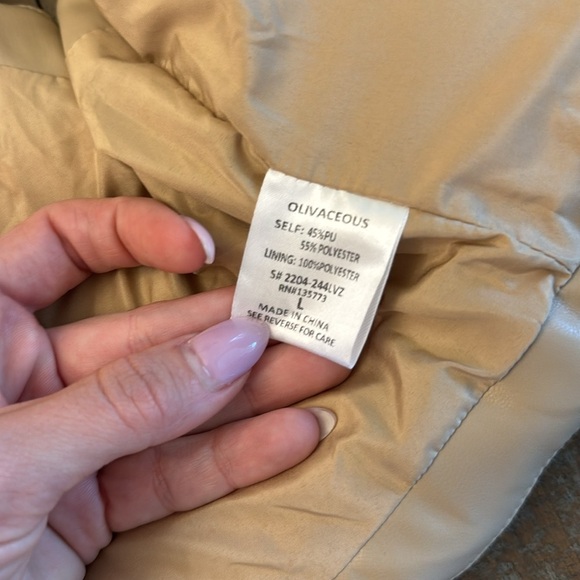 OLIVACEOUS
SELF: 45%PU
55% POLYESTER
LINING: 100%POLYESTER
S# 2204-244LVZ
RN#135773
L
MADE IN CHINA
SEE REVERSE FOR CARE